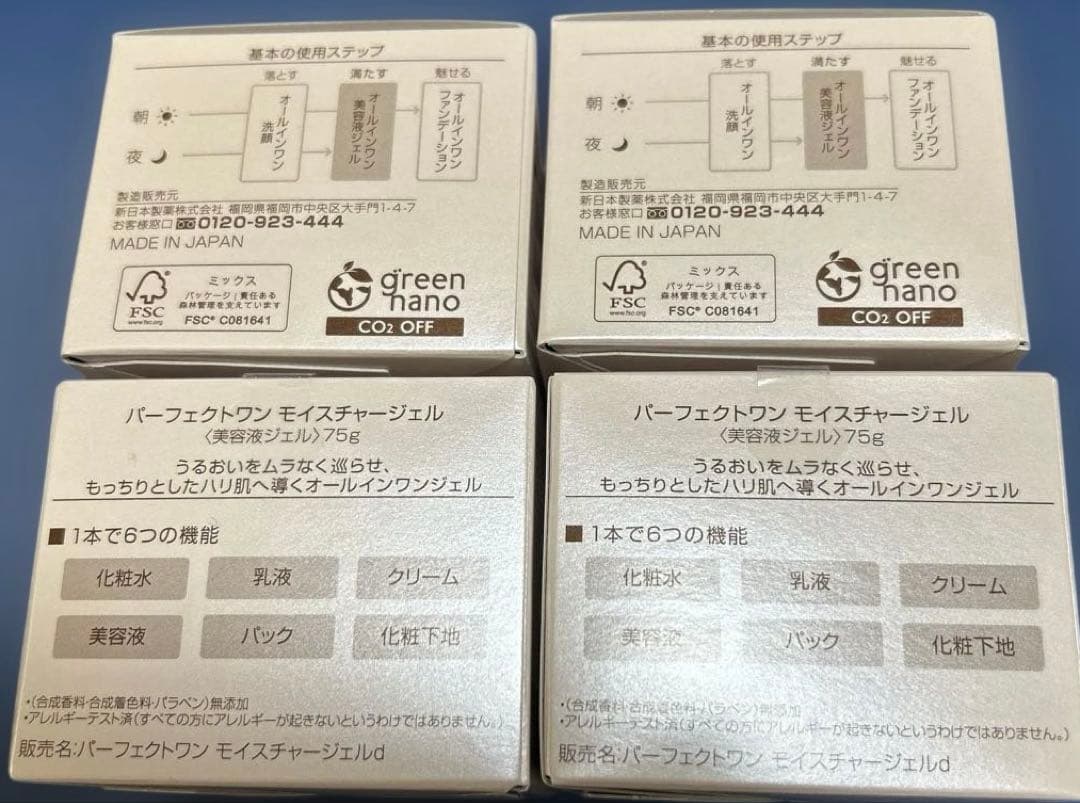 基本の使用ステップ
落とす 満たす 魅せる
朝
夜
オールインワン洗顔
オールインワン美容液ジェル
オールインワンファンデーション
製造販売元
新日本製薬株式会社 福岡県福岡市中央区大手門1-4-7
お客様窓口 0120-923-444
MADE IN JAPAN
FSC
www.fsc.org
ミックス
パッケージ|責任ある
森林管理を支えています
FSC® C081641
green
nano
CO2 OFF
基本の使用ステップ
落とす 満たす 魅せる
朝
夜
オールインワン洗顔
オールインワン美容液ジェル
オールインワンファンデーション
製造販売元
新日本製薬株式会社 福岡県福岡市中央区大手門1-4-7
お客様窓口 0120-923-444
MADE IN JAPAN
FSC
www.fsc.org
ミックス
パッケージ|責任ある
森林管理を支えています
FSC® C081641
green
nano
CO2 OFF
パーフェクトワン モイスチャージェル
〈美容液ジェル〉75g
うるおいをムラなく巡らせ、
もっちりとしたハリ肌へ導くオールインワンジェル
■1本で6つの機能
化粧水 乳液 クリーム
美容液 パック 化粧下地
・(合成香料・合成着色料・パラベン)無添加
・アレルギーテスト済(すべての方にアレルギーが起きないというわけではありません。)
販売名:パーフェクトワン モイスチャージェルd
パーフェクトワン モイスチャージェル
〈美容液ジェル〉75g
うるおいをムラなく巡らせ、
もっちりとしたハリ肌へ導くオールインワンジェル
■1本で6つの機能
化粧水 乳液 クリーム
美容液 パック 化粧下地
・(合成香料・合成着色料・パラベン)無添加
・アレルギーテスト済(すべての方にアレルギーが起きないというわけではありません。)
販売名:パーフェクトワン モイスチャージェルd